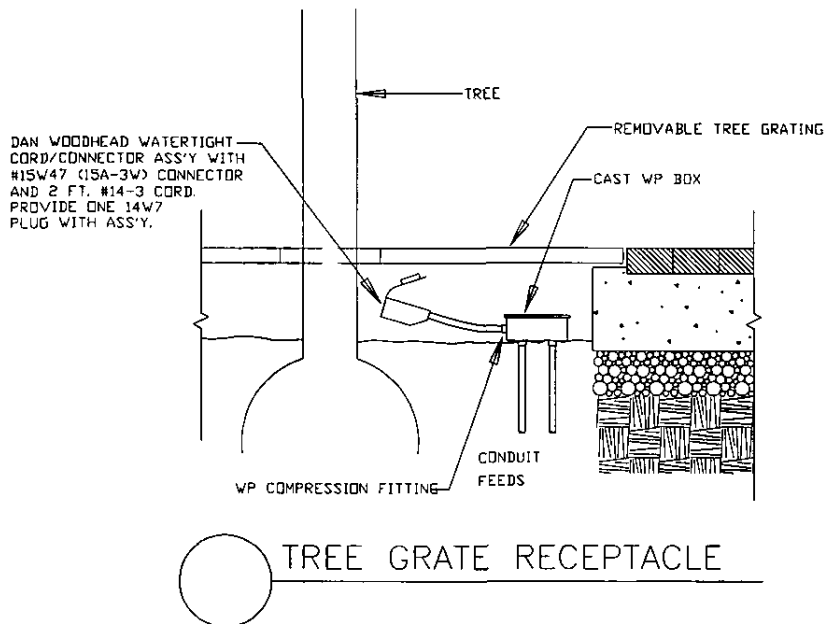 TREE
DAN WOODHEAD WATERTIGHT
CORD/CONNECTOR ASS'Y WITH
#15W47 (15A-3W) CONNECTOR
AND 2 FT. #14-3 CORD.
PROVIDE ONE 14W7
PLUG WITH ASS'Y.
REMOVABLE TREE GRATING
CAST WP BOX
CONDUIT
FEEDS
WP COMPRESSION FITTING
TREE GRATE RECEPTACLE